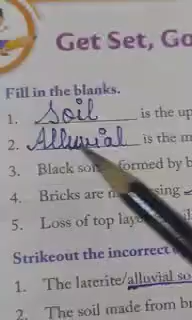 Get Set, Go
Fill in the blanks.
1. Soil is the up
2. Alluvial is the m
3. Black formed by b
4. Bricks are
5. Loss of top
Strikeout the incorrect
1. The laterite/alluvial so
2. The soil made from br